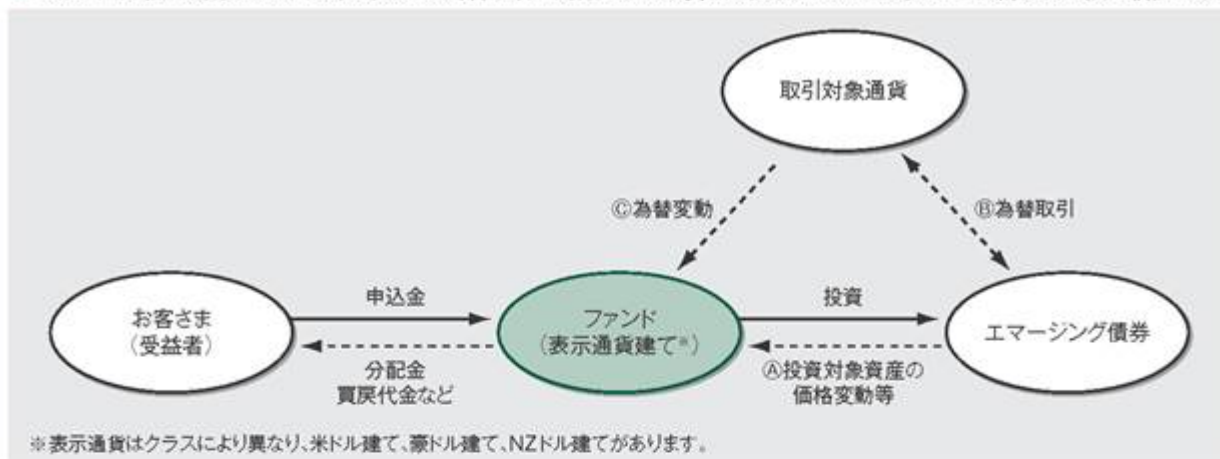 取引対象通貨
Ⓒ為替変動
Ⓑ為替取引
お客さま
(受益者)
申込金
分配金
買戻代金など
ファンド
(表示通貨建て※)
投資
Ⓐ投資対象資産の
価格変動等
エマージング債券
※表示通貨はクラスにより異なり、米ドル建て、豪ドル建て、NZドル建てがあります。